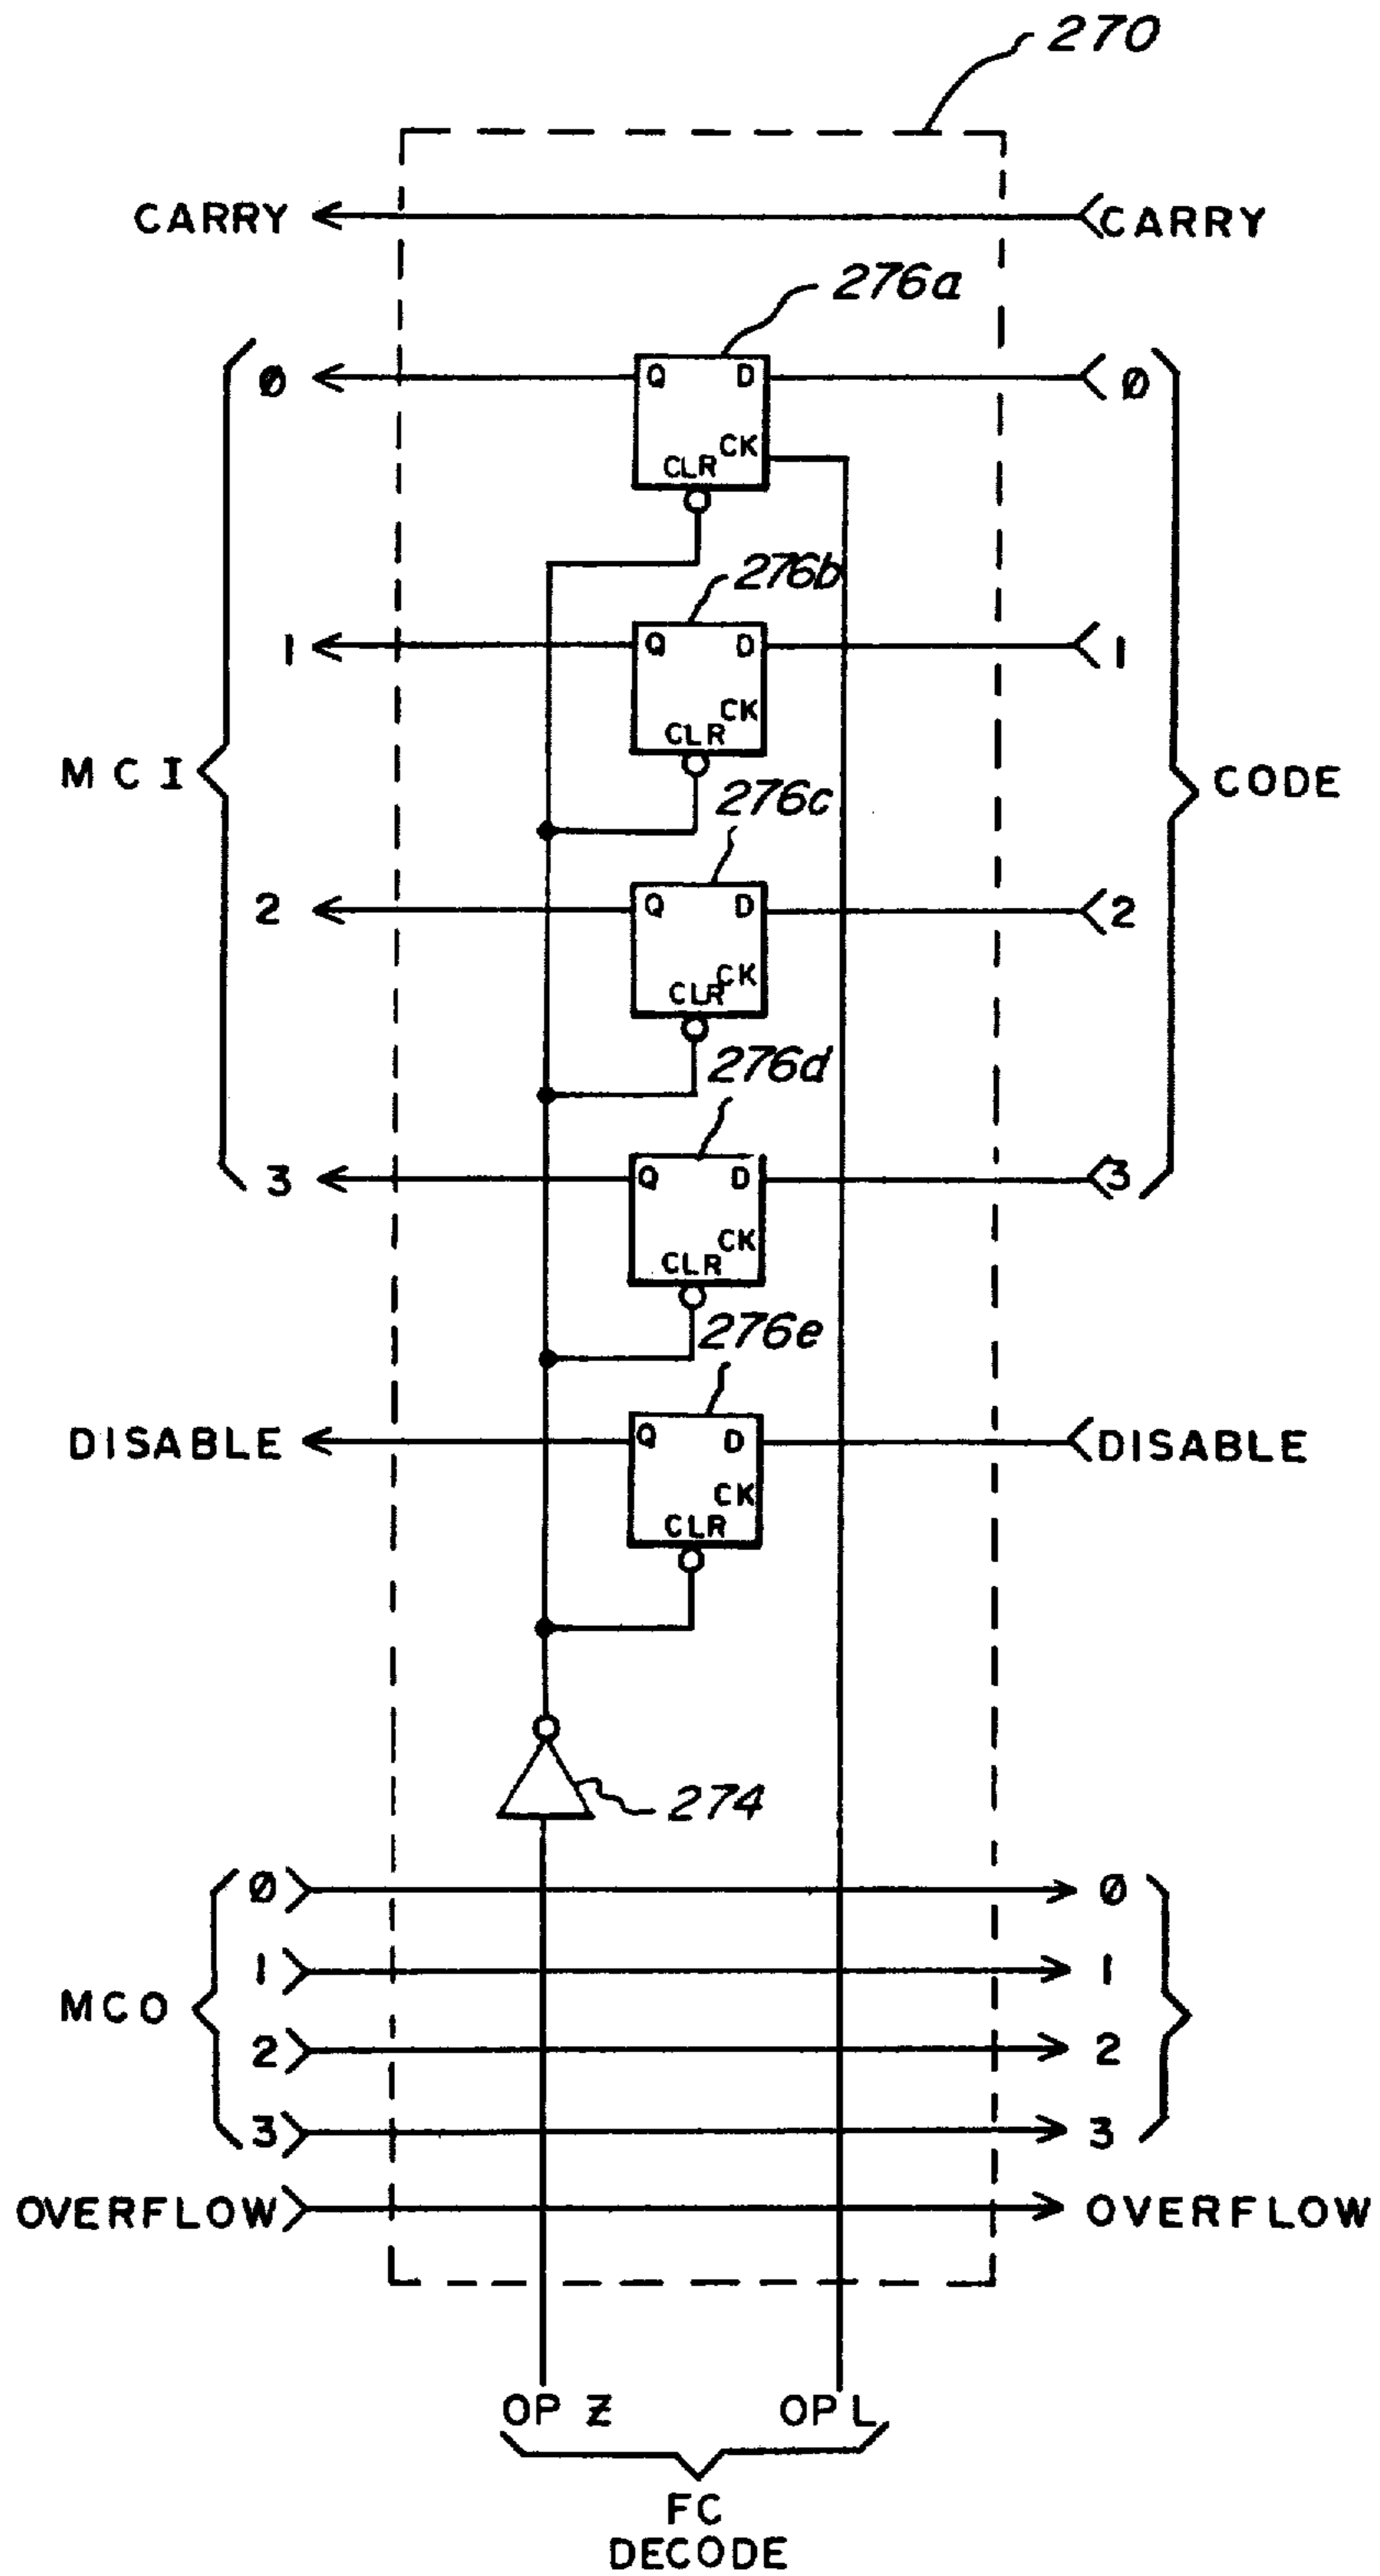 270
CARRY CARRY
276a
Ø Q D Ø
CK
CLR
276b
1 Q D 1
CK
CLR
MCI CODE
276c
2 Q D 2
CK
CLR
276d
3 Q D 3
CK
CLR
276e
DISABLE Q D DISABLE
CK
CLR
274
Ø Ø
1 1
MCO
2 2
3 3
OVERFLOW OVERFLOW
OP Z OP L
FC
DECODE